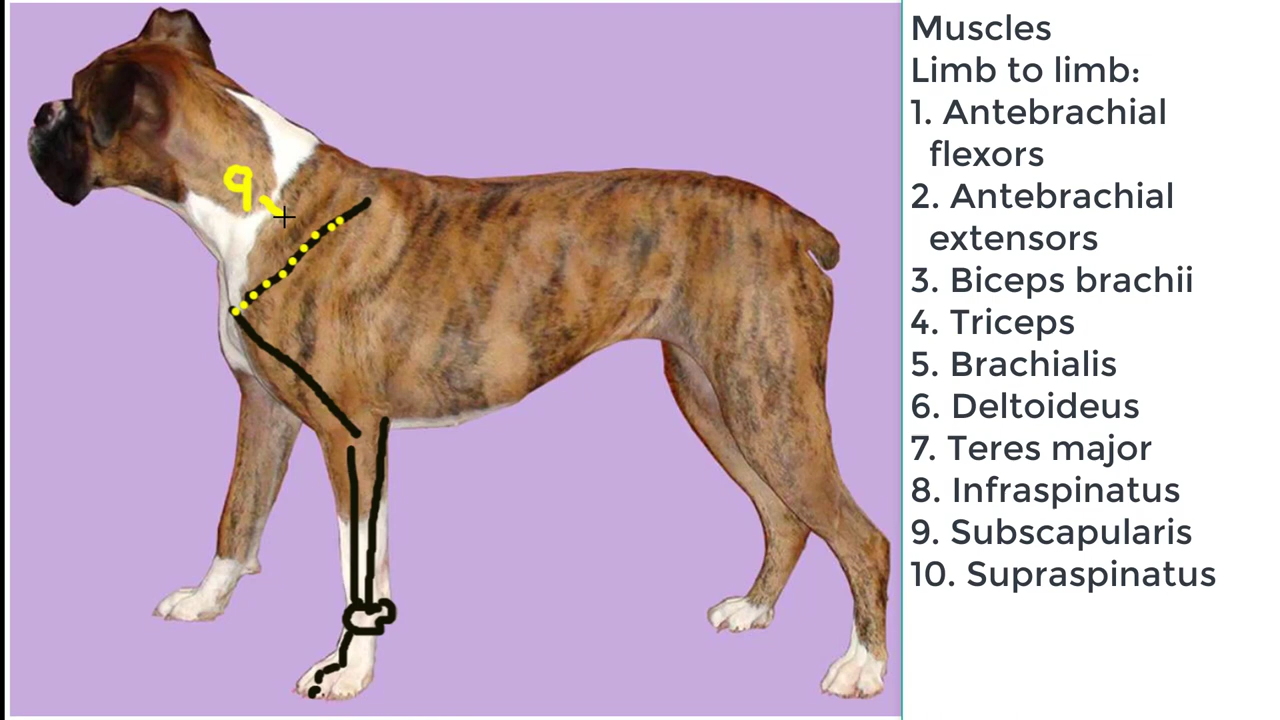 Muscles
Limb to limb:
1. Antebrachial
flexors
2. Antebrachial
extensors
3. Biceps brachii
4. Triceps
5. Brachialis
6. Deltoideus
7. Teres major
8. Infraspinatus
9. Subscapularis
10. Supraspinatus
9